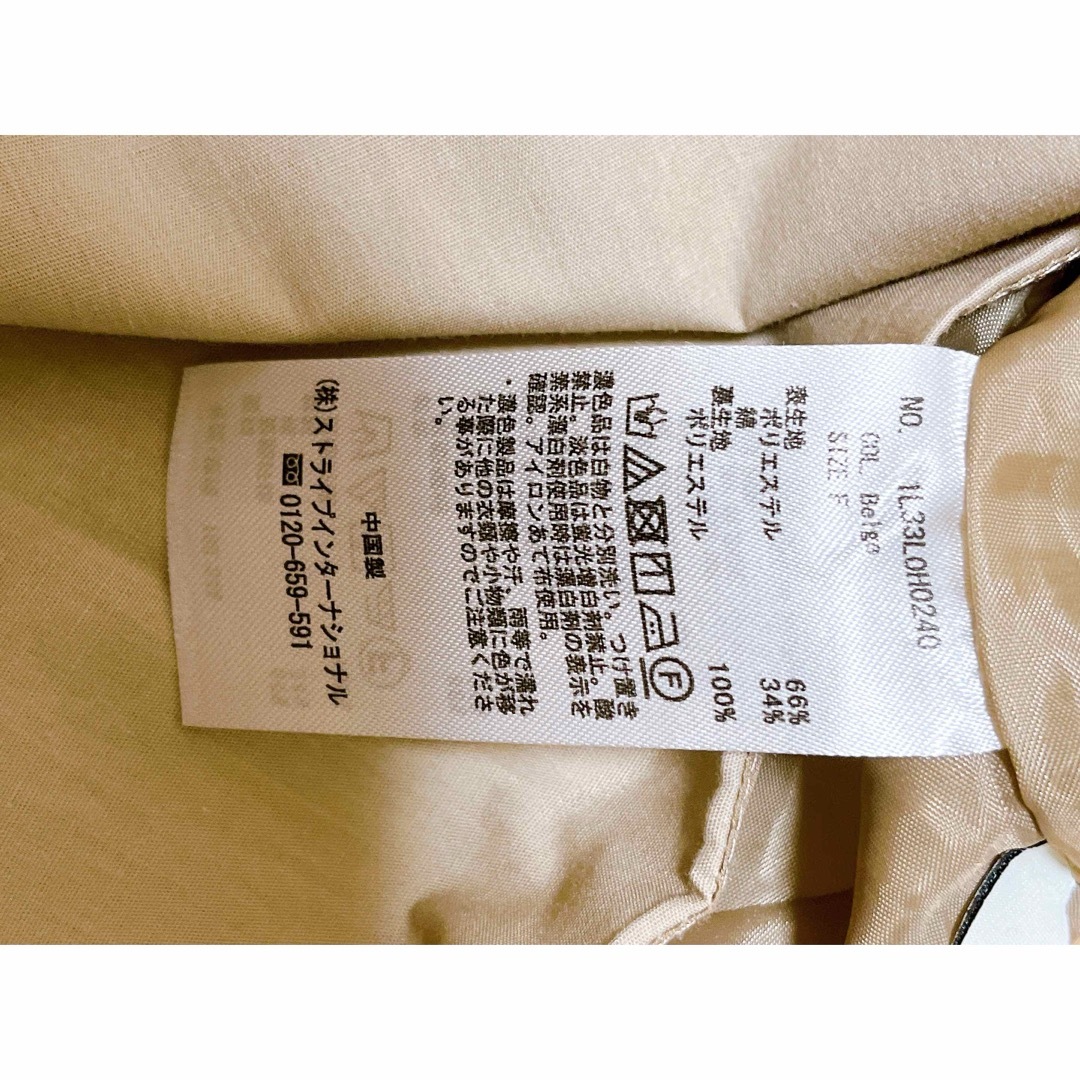 NO. 1L33L0H0240
COL. Beige
SIZE F
表生地
ポリエステル 66%
綿 34%
裏生地
ポリエステル 100%
F
濃色品は白物と分別洗い。つけ置き
禁止。淡色品は蛍光増白剤禁止。酸
素系漂白剤使用時は漂白剤の表示を
確認。アイロンあて布使用。
・濃色製品は摩擦や汗、雨等で濡れ
た際に他の衣類や小物類に色が移
る事がありますのでご注意くださ
い。
中国製
(株)ストライプインターナショナル
0120-659-591